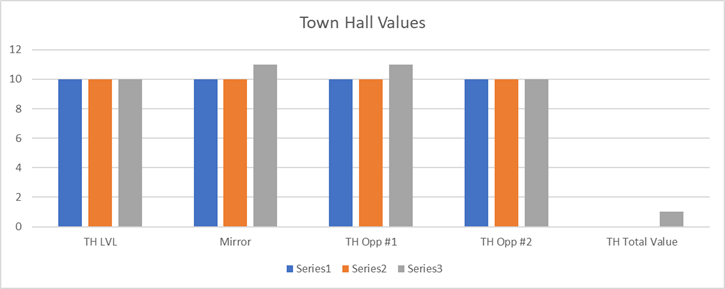 Town Hall Values
12
10
8
6
4
2
0
TH LVL Mirror TH Opp #1 TH Opp #2 TH Total Value
Series1 Series2 Series3